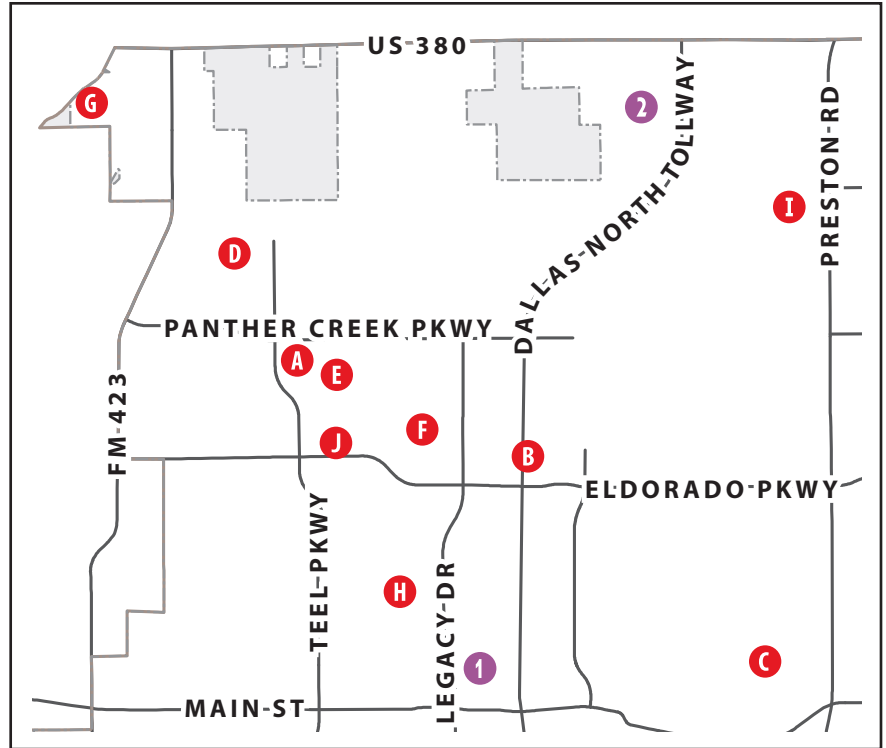 US 380
G
2
DALLAS NORTH TOLLWAY
PRESTON RD
I
D
PANTHER CREEK PKWY
A
E
FM 423
J
F
B
ELDORADO PKWY
TEEL PKWY
H
LEGACY DR
1
C
MAIN ST